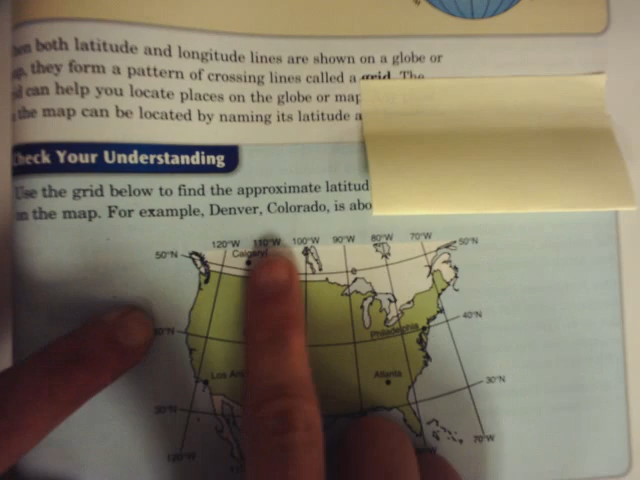 both latitude and longitude lines are shown on a globe or
they form a pattern of crossing lines called a grid. The
can help you locate places on the globe or map
the map can be located by naming its latitude a
Check Your Understanding
Use the grid below to find the approximate latitud
on the map. For example, Denver, Colorado, is abo
120°W 110°W 100°W 90°W 80°W 70°W
50°N 50°N
Calgary
40°N
Philadelphia
Los An
Atlanta
30°N
30°N
120°W
70°W